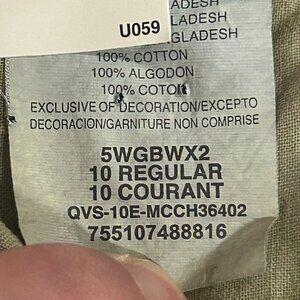 ADESH
U059
GLADESH
LADESH
100% COTTON
100% ALGODON
100% COTON
EXCLUSIVE OF DECORATION/EXCEPTO
DECORACION/GARNITURE NON COMPRISE
5WGBWX2
10 REGULAR
10 COURANT
QVS-10E-MCCH36402
755107488816